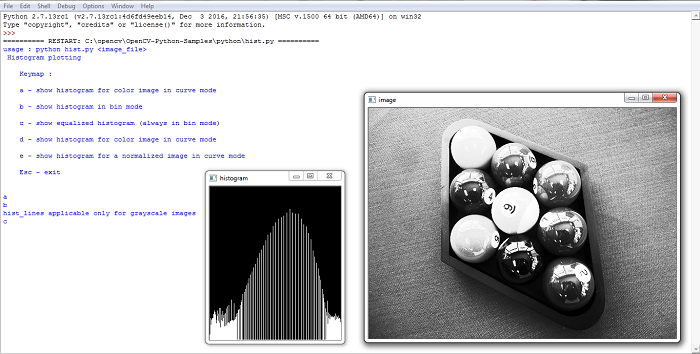 File Edit Shell Debug Options Window Help
Python 2.7.13rc1 (v2.7.13rc1:4d6fd49eeb14, Dec 3 2016, 21:56:35) [MSC v.1500 64 bit (AMD64)] on win32
Type "copyright", "credits" or "license()" for more information.
>>>
========== RESTART: C:\opencv\OpenCV-Python-Samples\python\hist.py ==========
usage : python hist.py <image_file>
Histogram plotting
Keymap :
a - show histogram for color image in curve mode
b - show histogram in bin mode
c - show equalized histogram (always in bin mode)
d - show histogram for color image in curve mode
e - show histogram for a normalized image in curve mode
Esc - exit
a
b
hist_lines applicable only for grayscale images
c
histogram
image
9